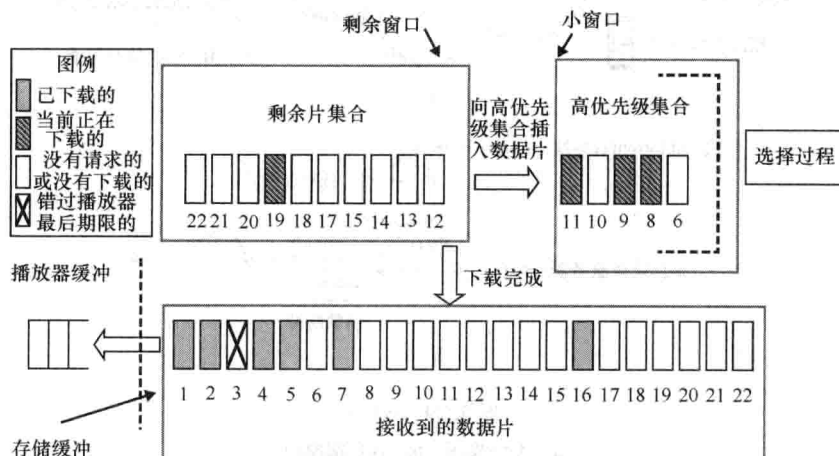 剩余窗口
小窗口
图例
已下载的
当前正在
下载的
没有请求的
或没有下载的
错过播放器
最后期限的
剩余片集合
22 21 20 19 18 17 15 14 13 12
向高优先
级集合插
入数据片
高优先级集合
11 10 9 8 6
选择过程
下载完成
播放器缓冲
1 2 3 4 5 6 7 8 9 10 11 12 13 14 15 16 17 18 19 20 21 22
接收到的数据片
存储缓冲